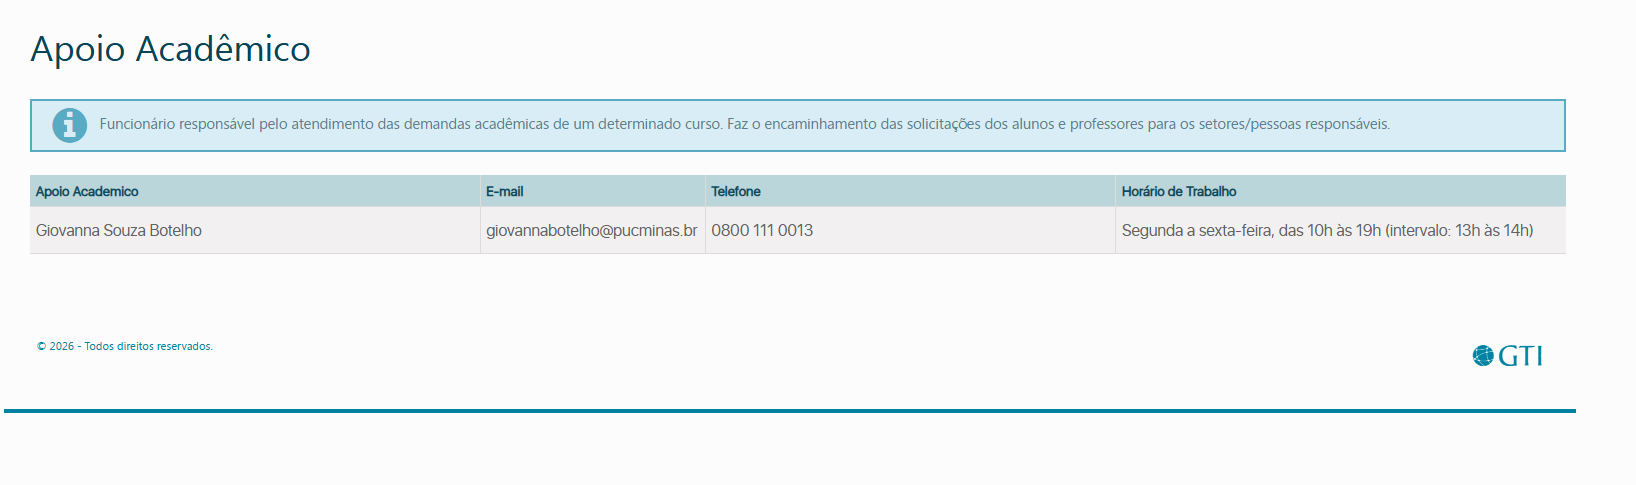 Apoio Acadêmico
Funcionário responsável pelo atendimento das demandas acadêmicas de um determinado curso. Faz o encaminhamento das solicitações dos alunos e professores para os setores/pessoas responsáveis.
Apoio Academico E-mail Telefone Horário de Trabalho
Giovanna Souza Botelho giovannabotelho@pucminas.br 0800 111 0013 Segunda a sexta-feira, das 10h às 19h (intervalo: 13h às 14h)
© 2026 - Todos direitos reservados.
GTI